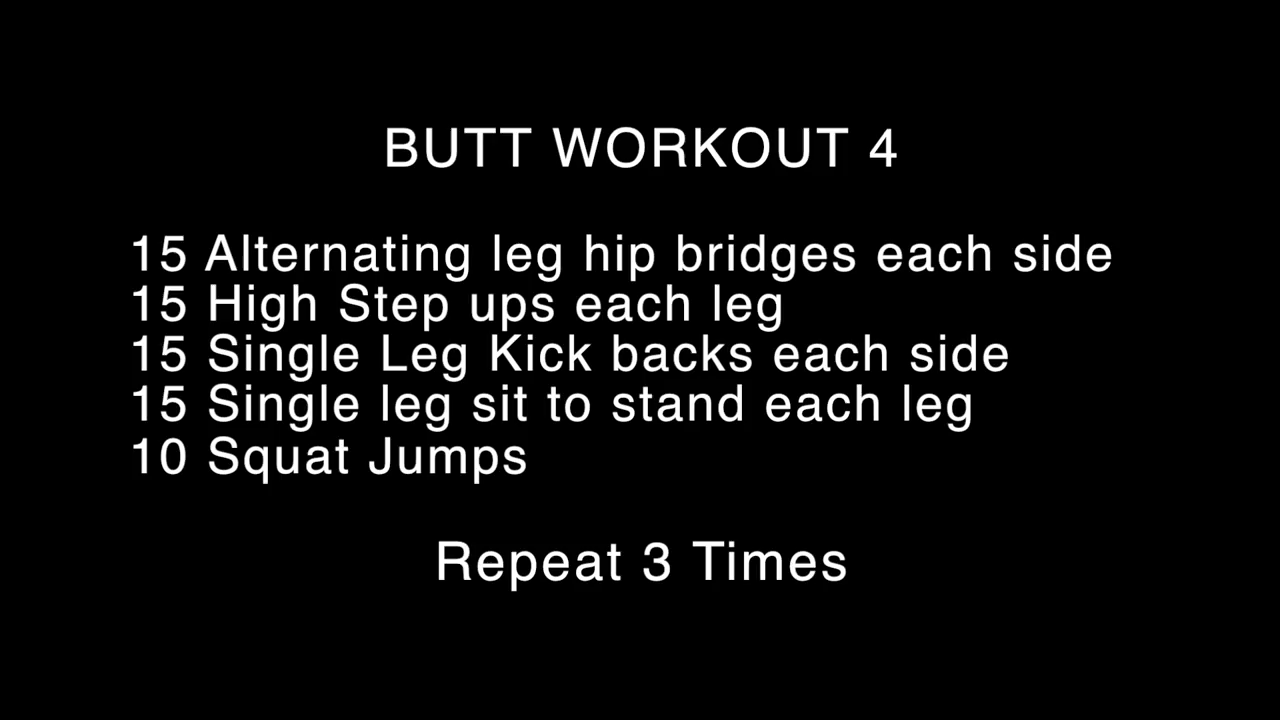 BUTT WORKOUT 4
15 Alternating leg hip bridges each side
15 High Step ups each leg
15 Single Leg Kick backs each side
15 Single leg sit to stand each leg
10 Squat Jumps
Repeat 3 Times